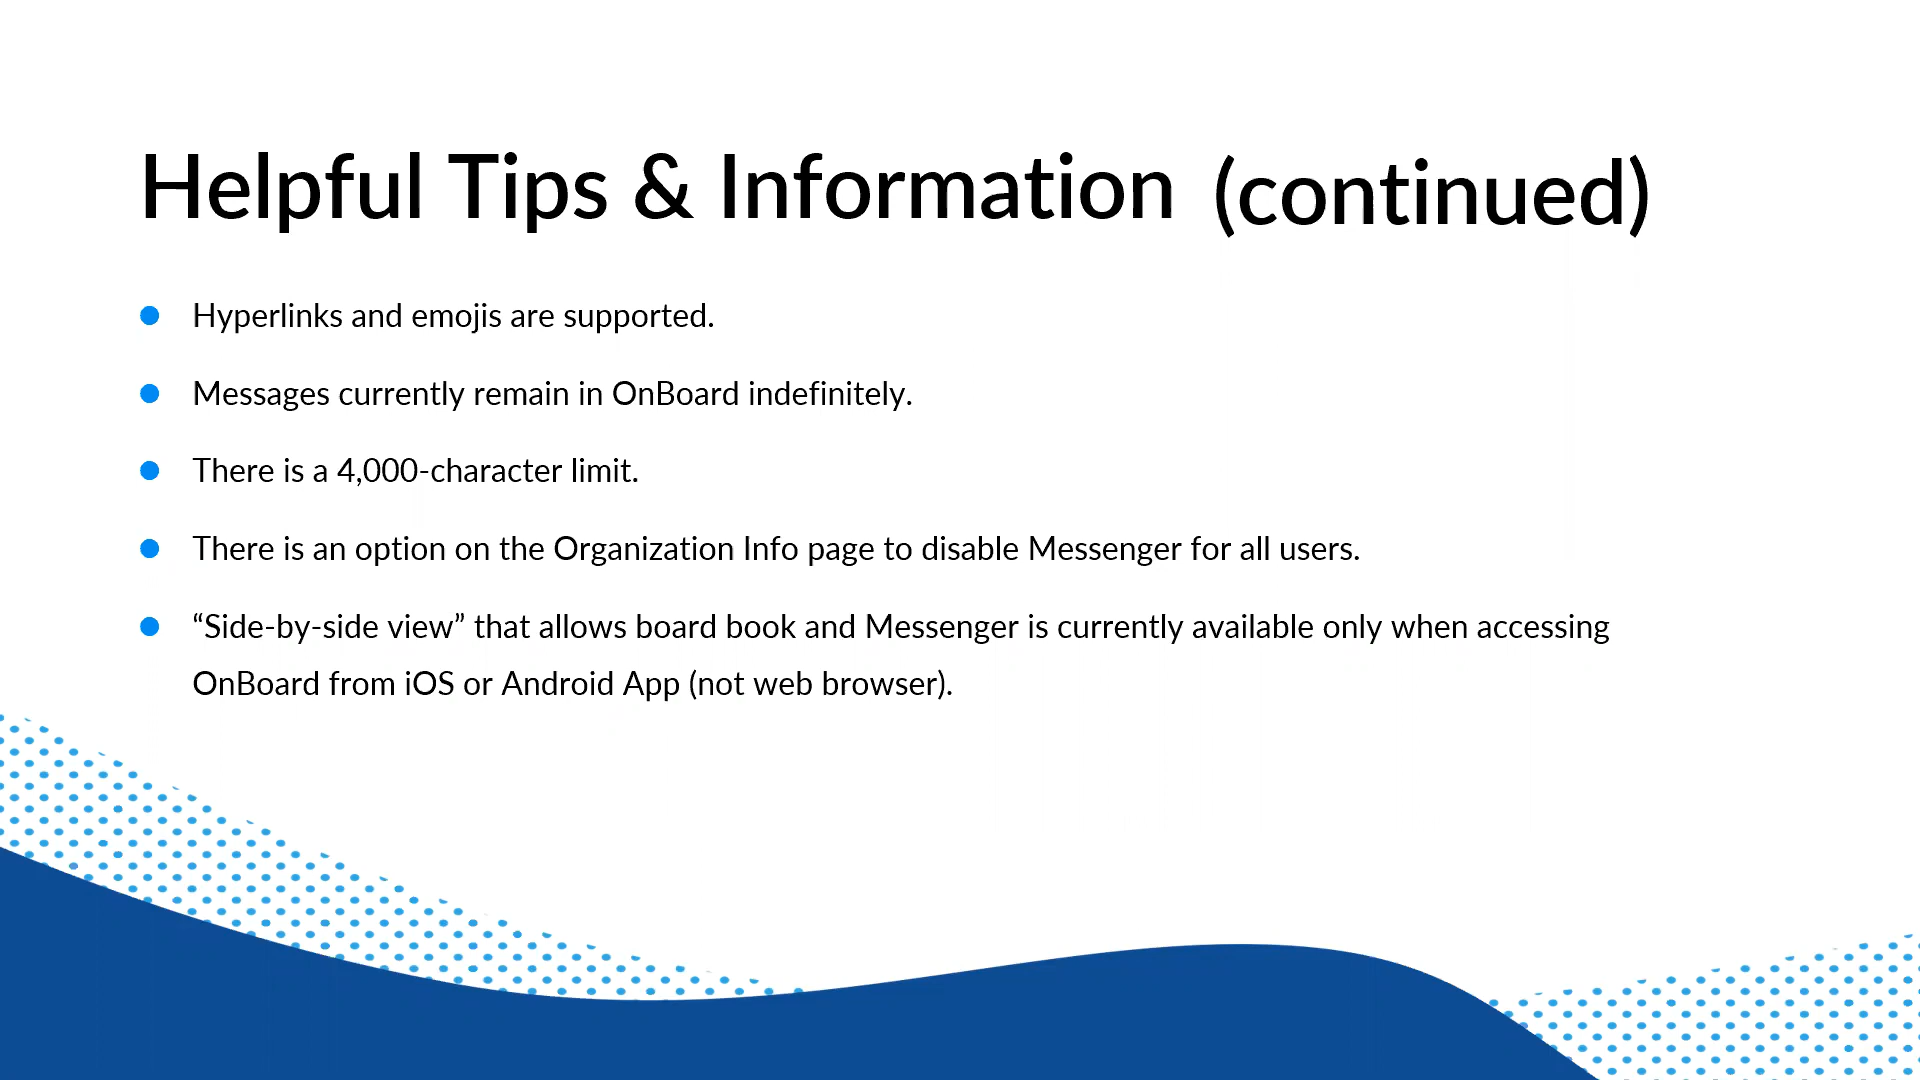 Helpful Tips & Information (continued)
Hyperlinks and emojis are supported.
Messages currently remain in OnBoard indefinitely.
There is a 4,000-character limit.
There is an option on the Organization Info page to disable Messenger for all users.
“Side-by-side view” that allows board book and Messenger is currently available only when accessing
OnBoard from iOS or Android App (not web browser).